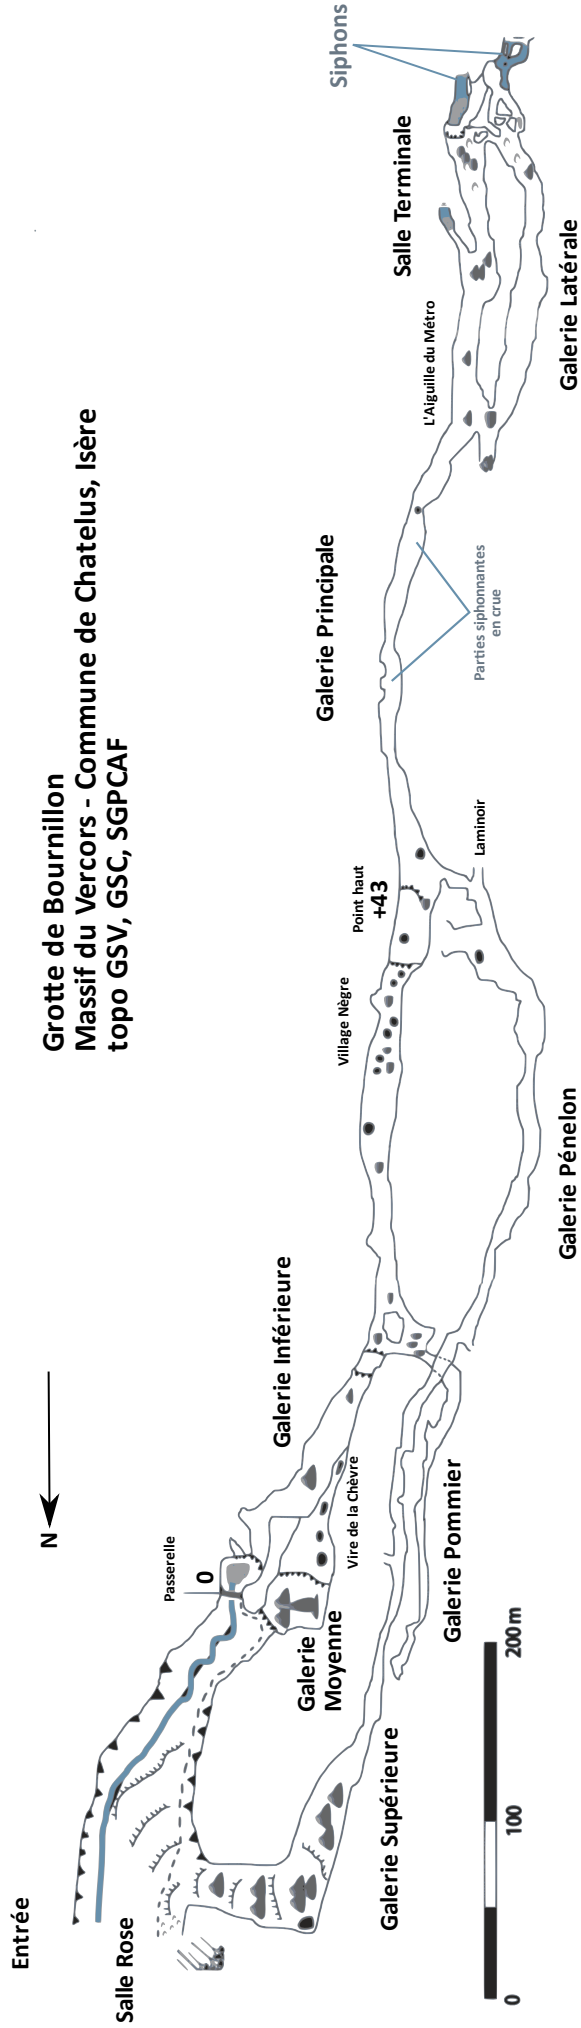 Grotte de Bournillon
Massif du Vercors - Commune de Chatelus, Isère
topo GSV, GSC, SGPCAF
N
Entrée
Salle Rose
Passerelle
0
Galerie Inférieure
Galerie
Moyenne
Vire de la Chèvre
Galerie Supérieure
Galerie Pommier
Galerie Pénelon
Village Nègre
Point haut
+43
Laminoir
Galerie Principale
Parties siphonnantes
en crue
L'Aiguille du Métro
Salle Terminale
Galerie Latérale
Siphons
0
100
200 m